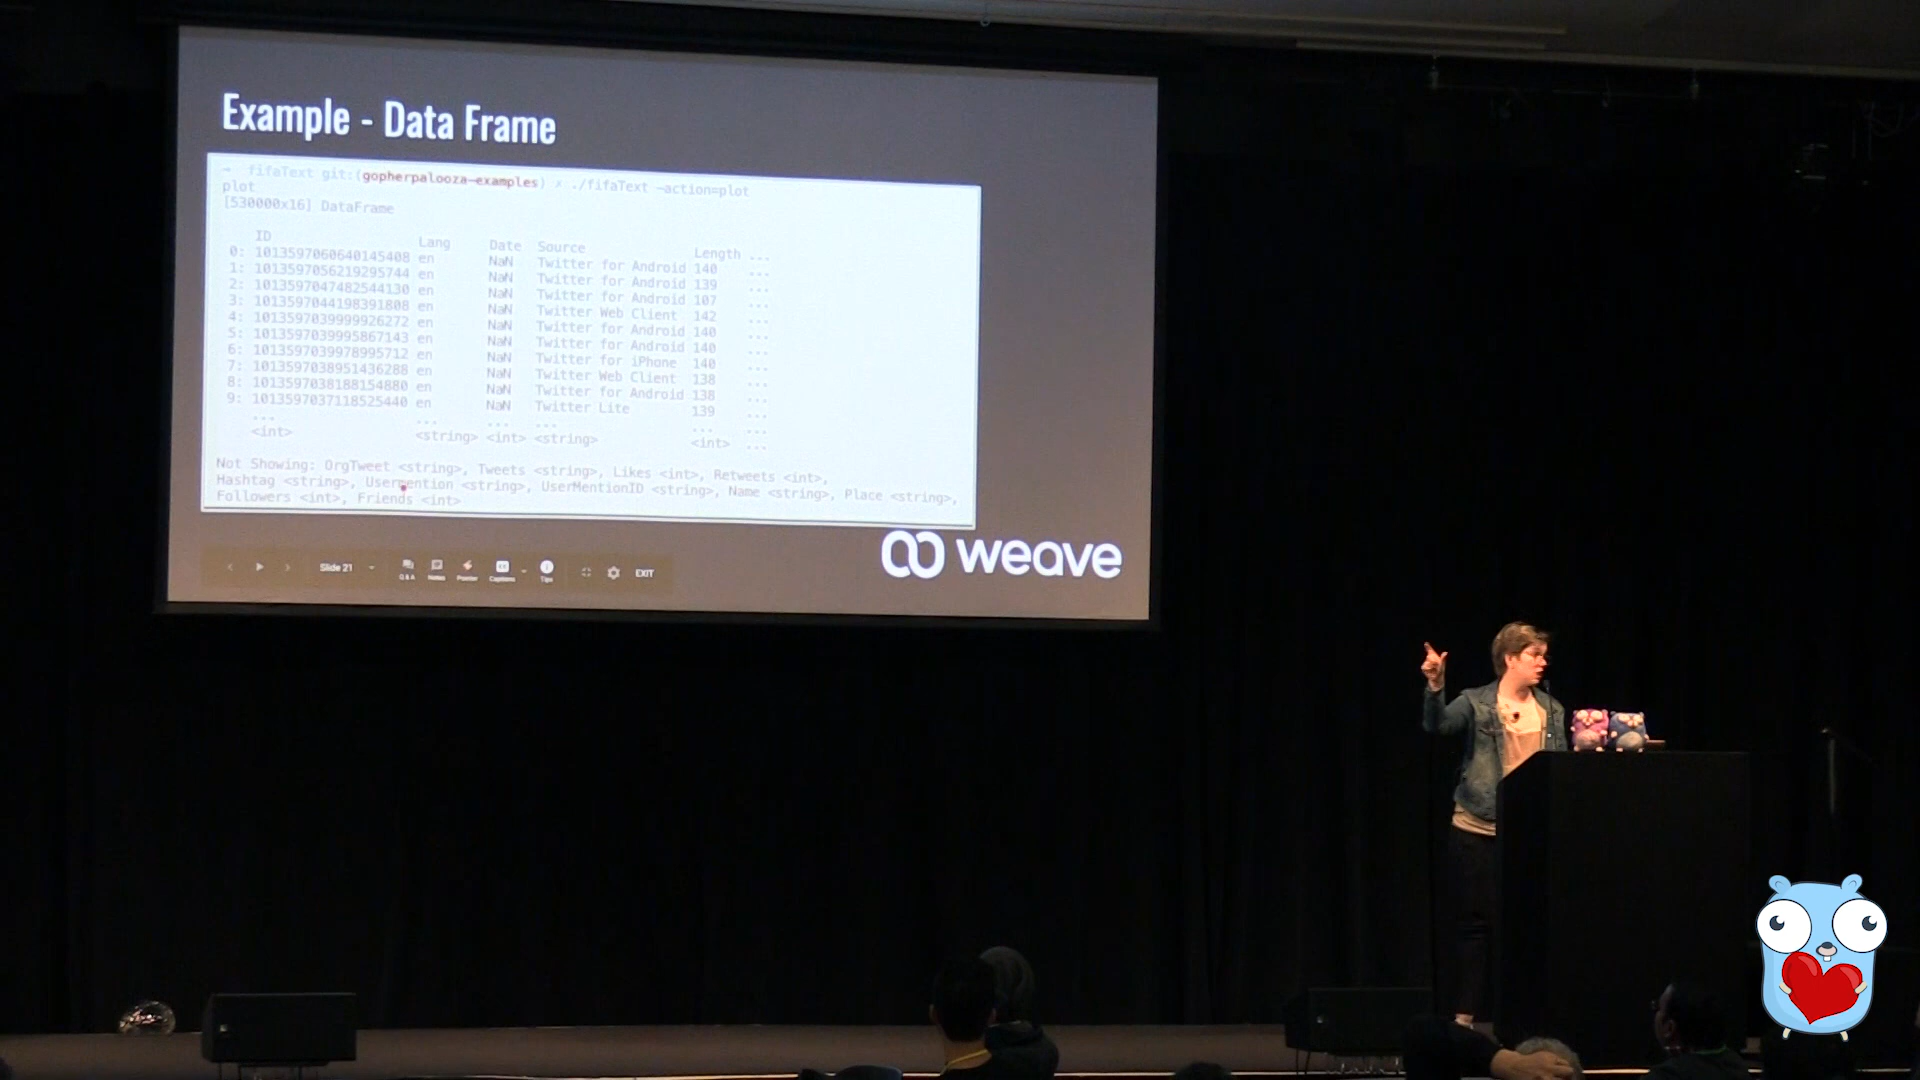 Example - Data Frame
→ fifaText git:(gopherpalooza-examples) ✗ ./fifaText -action=plot
plot
[530000x16] DataFrame
ID Lang Date Source Length ...
0: 1013597060640145408 en NaN Twitter for Android 140 ...
1: 1013597056219295744 en NaN Twitter for Android 139 ...
2: 1013597047482544130 en NaN Twitter for Android 107 ...
3: 1013597044198391808 en NaN Twitter Web Client 142 ...
4: 1013597039999926272 en NaN Twitter for Android 140 ...
5: 1013597039995867143 en NaN Twitter for Android 140 ...
6: 1013597039978995712 en NaN Twitter for iPhone 140 ...
7: 1013597038951436288 en NaN Twitter Web Client 138 ...
8: 1013597038188154880 en NaN Twitter for Android 138 ...
9: 1013597037118525440 en NaN Twitter Lite 139 ...
... ... ... ... ... ...
<int> <string> <int> <string> <int> ...
Not Showing: OrgTweet <string>, Tweets <string>, Likes <int>, Retweets <int>,
Hashtag <string>, Usermention <string>, UserMentionID <string>, Name <string>, Place <string>,
Followers <int>, Friends <int>
weave
Slide 21 Q&A Notes Pointer Captions Tips EXIT